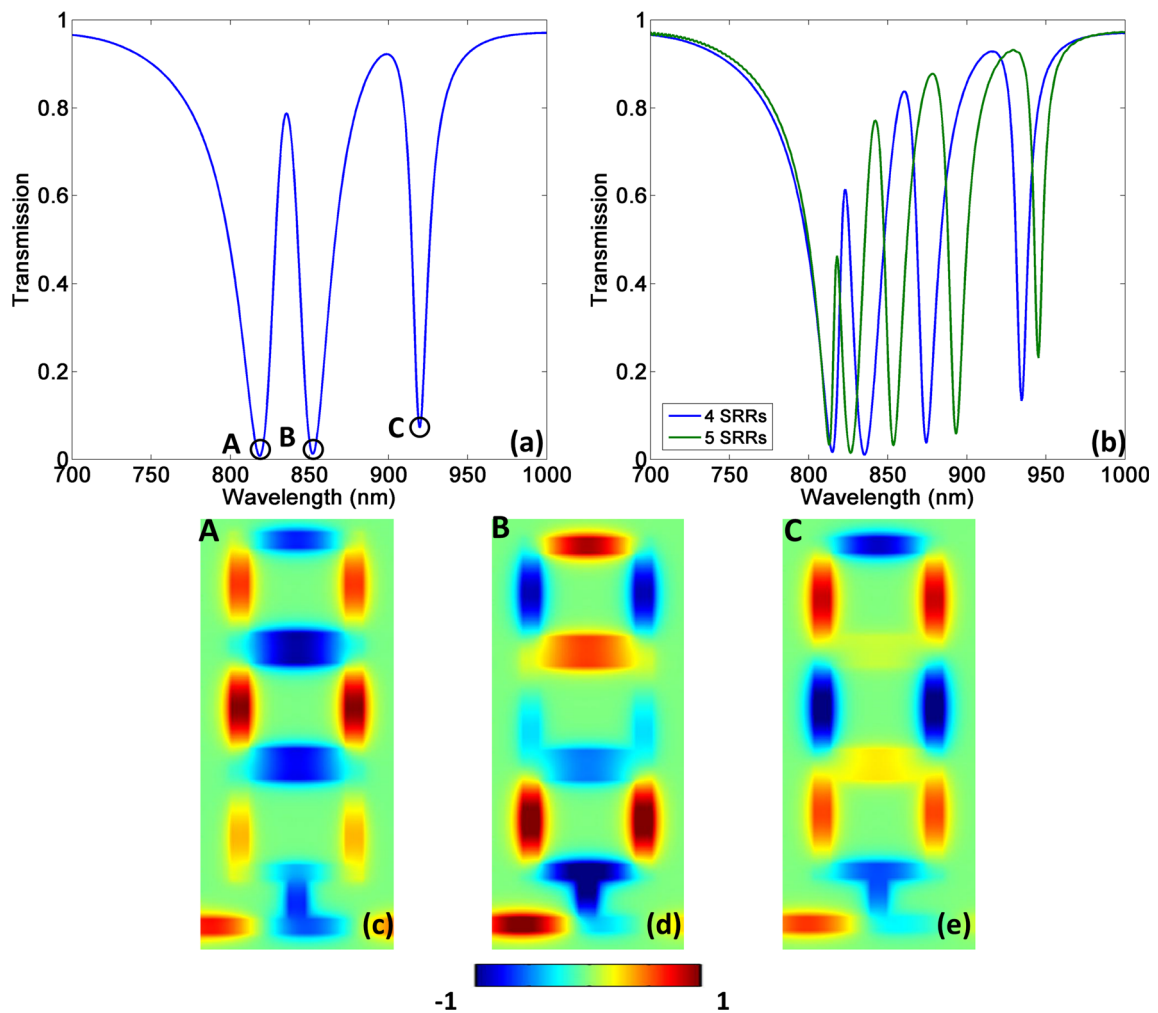 1
0.8
0.6
0.4
0.2
0
Transmission
A
B
C
(a)
700
750
800
850
900
950
1000
Wavelength (nm)
1
0.8
0.6
0.4
0.2
0
Transmission
4 SRRs
5 SRRs
(b)
700
750
800
850
900
950
1000
Wavelength (nm)
A
B
C
(c)
(d)
(e)
-1
1